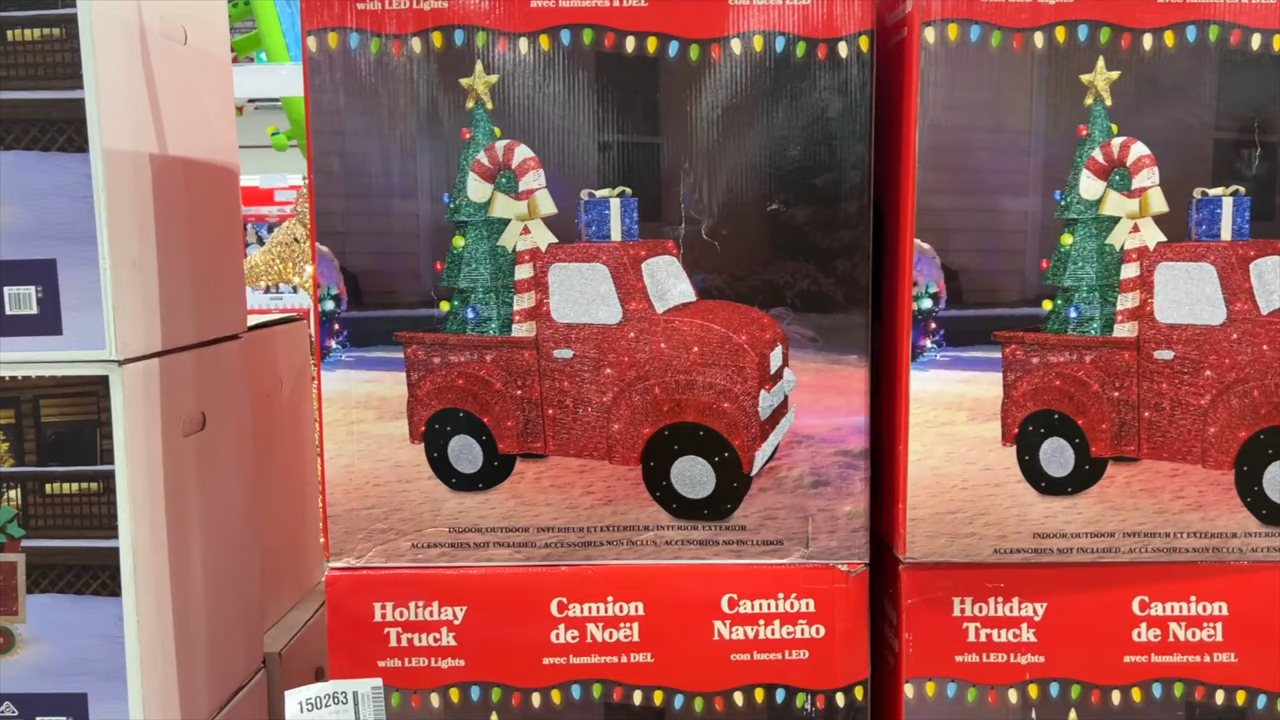 with LED Lights
avec lumières à DEL
con luces LED
INDOOR/OUTDOOR / INTÉRIEUR ET EXTÉRIEUR / INTERIOR/EXTERIOR
ACCESSORIES NOT INCLUDED / ACCESSOIRES NON INCLUS / ACCESORIOS NO INCLUIDOS
Holiday
Truck
with LED Lights
Camion
de Noël
avec lumières à DEL
Camión
Navideño
con luces LED
150263
INDOOR/OUTDOOR / INTÉRIEUR ET EXTÉRIEUR /
ACCESSORIES NOT INCLUDED / ACCESSOIRES NON INCLUS /
Holiday
Truck
with LED Lights
Camion
de Noël
avec lumières à DEL